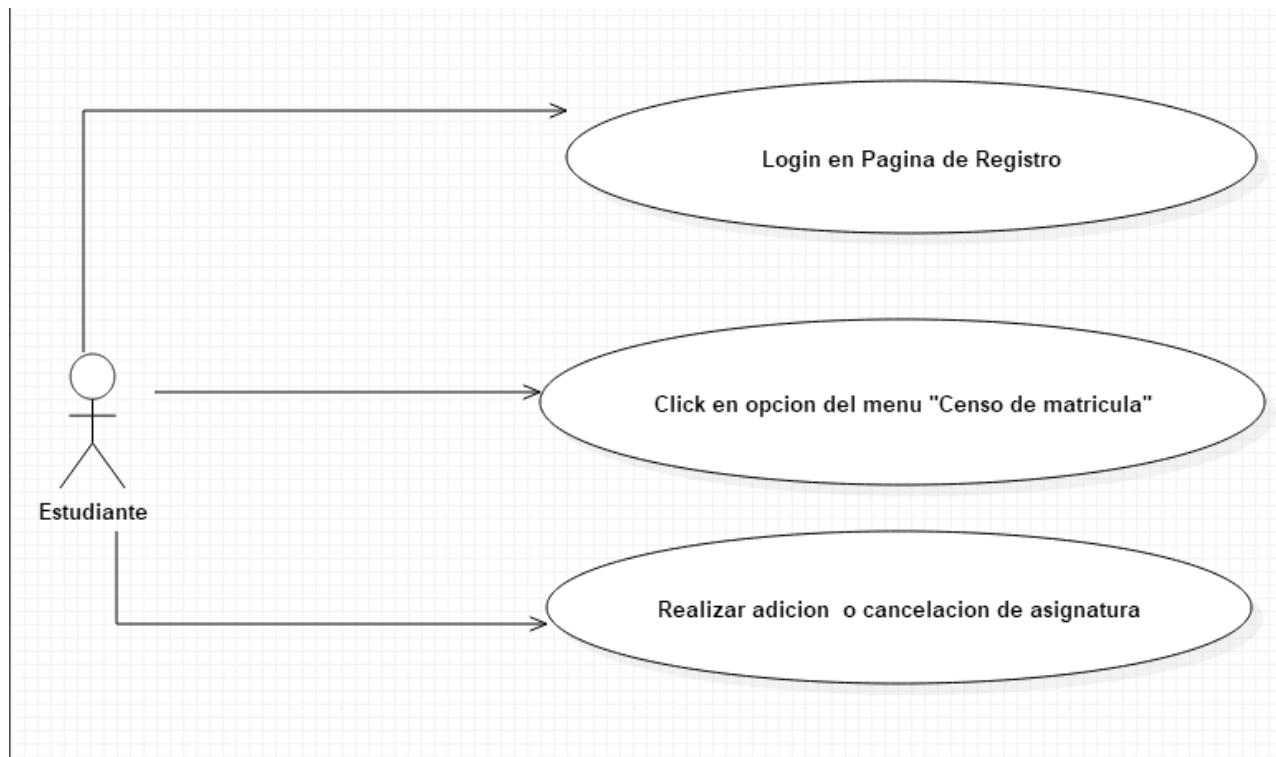 Login en Pagina de Registro
Click en opcion del menu "Censo de matricula"
Estudiante
Realizar adicion o cancelacion de asignatura